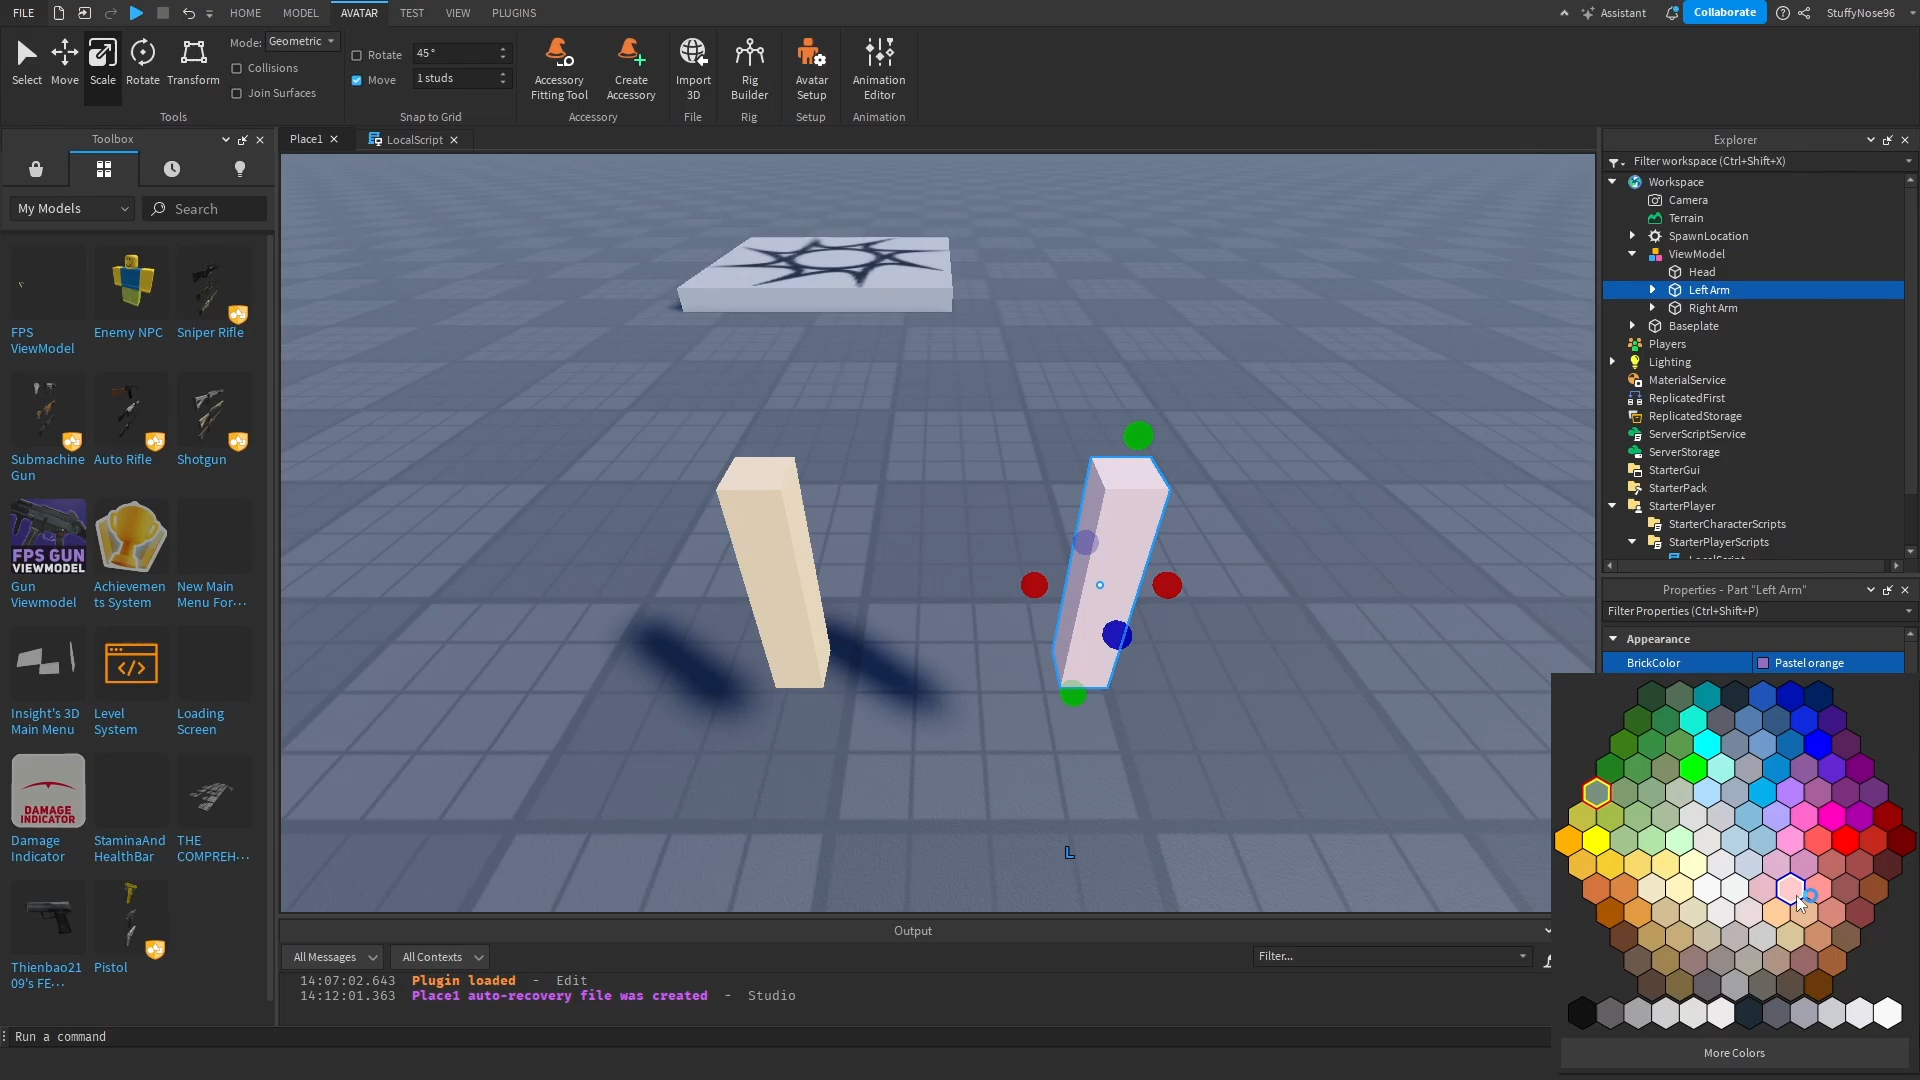 FILE
HOME
MODEL
AVATAR
TEST
VIEW
PLUGINS
Assistant
Collaborate
StuffyNose96
Select
Move
Scale
Rotate
Transform
Mode:
Geometric
Collisions
Join Surfaces
Tools
Rotate
45°
Move
1 studs
Snap to Grid
Accessory
Fitting Tool
Create
Accessory
Accessory
Import
3D
File
Rig
Builder
Rig
Avatar
Setup
Setup
Animation
Editor
Animation
Toolbox
My Models
Search
FPS
ViewModel
Enemy NPC
Sniper Rifle
Submachine
Gun
Auto Rifle
Shotgun
FPS GUN
VIEWMODEL
Gun
Viewmodel
Achievemen
ts System
New Main
Menu For···
Insight's 3D
Main Menu
Level
System
Loading
Screen
DAMAGE
INDICATOR
Damage
Indicator
StaminaAnd
HealthBar
THE
COMPREH···
Thienbao21
09's FE···
Pistol
Place1
LocalScript
L
Output
All Messages
All Contexts
Filter...
14:07:02.643 Plugin loaded - Edit
14:12:01.363 Place1 auto-recovery file was created - Studio
Run a command
Explorer
Filter workspace (Ctrl+Shift+X)
Workspace
Camera
Terrain
SpawnLocation
ViewModel
Head
Left Arm
Right Arm
Baseplate
Players
Lighting
MaterialService
ReplicatedFirst
ReplicatedStorage
ServerScriptService
ServerStorage
StarterGui
StarterPack
StarterPlayer
StarterCharacterScripts
StarterPlayerScripts
LocalScript
Properties - Part "Left Arm"
Filter Properties (Ctrl+Shift+P)
Appearance
BrickColor
Pastel orange
More Colors